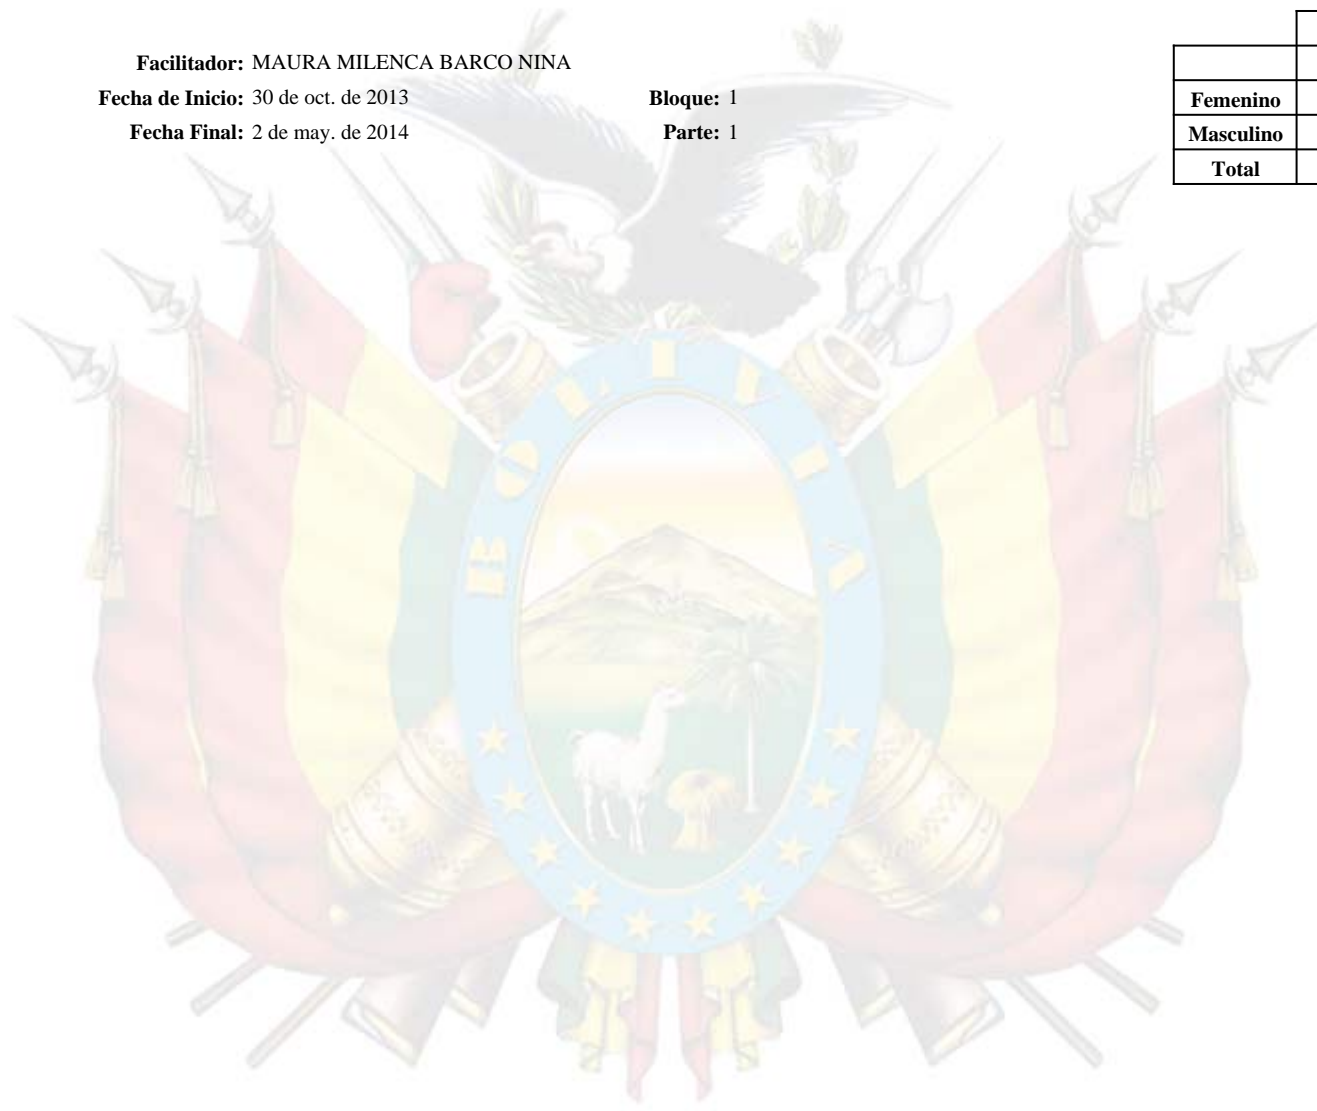 Facilitador: MAURA MILENCA BARCO NINA
Fecha de Inicio: 30 de oct. de 2013 Bloque: 1
Fecha Final: 2 de may. de 2014 Parte: 1
Femenino
Masculino
Total
BOLIVIA